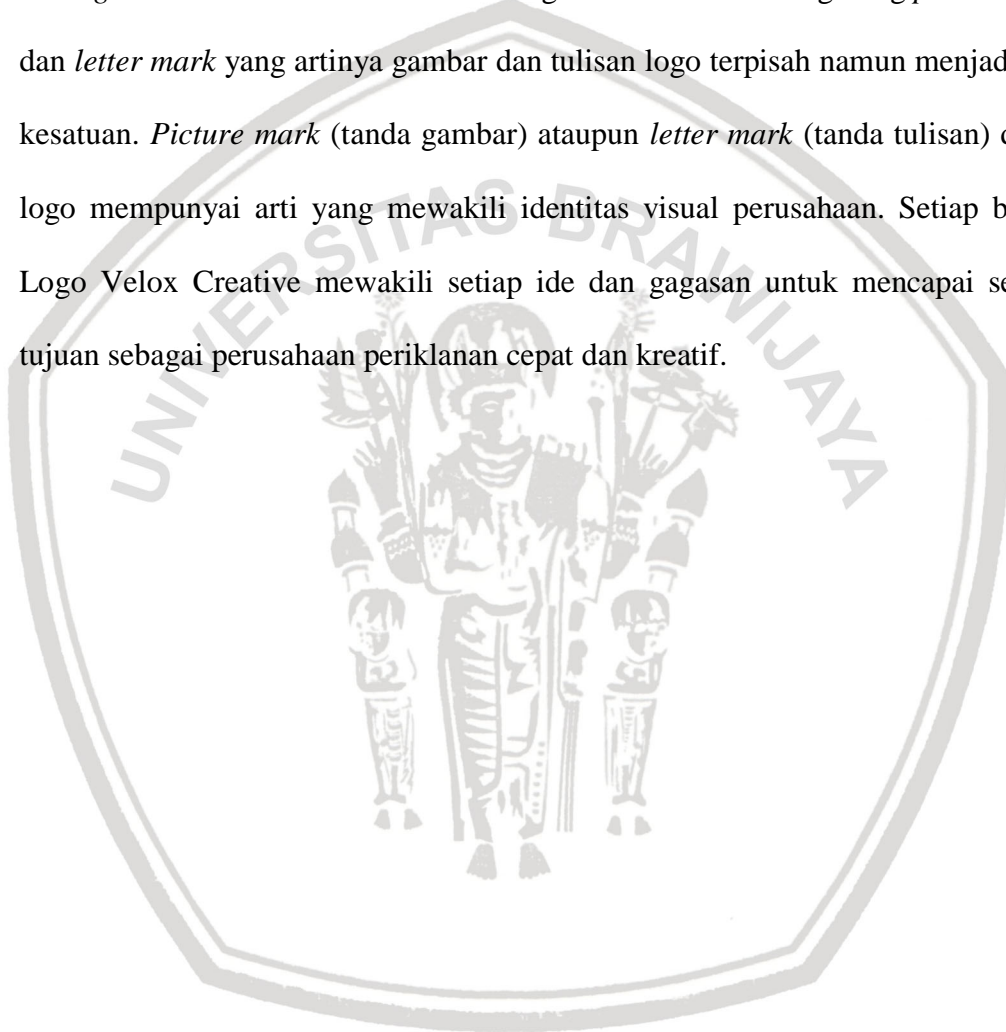 dan letter mark yang artinya gambar dan tulisan logo terpisah namun menjad
kesatuan. Picture mark (tanda gambar) ataupun letter mark (tanda tulisan) d
logo mempunyai arti yang mewakili identitas visual perusahaan. Setiap b
Logo Velox Creative mewakili setiap ide dan gagasan untuk mencapai se
tujuan sebagai perusahaan periklanan cepat dan kreatif.
UNIVERSITAS BRAWIJAYA